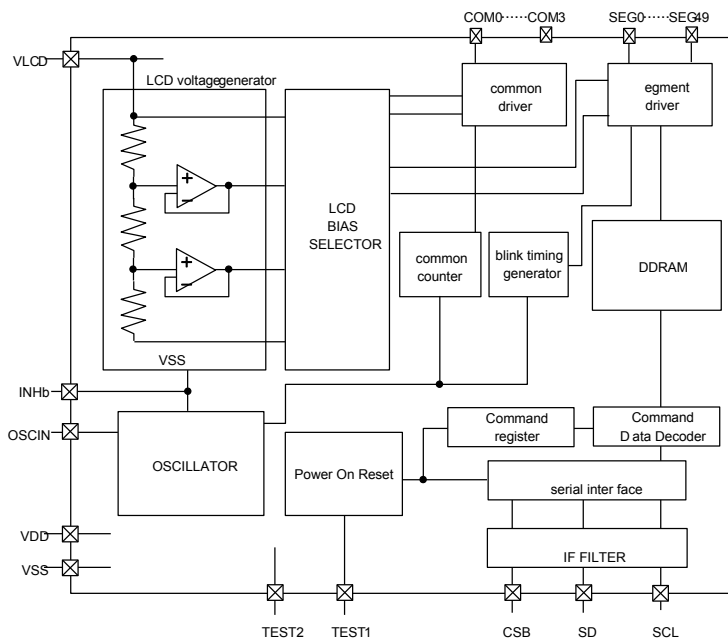 COM0······COM3
SEG0······SEG49
VLCD
LCD voltagegenerator
common
driver
egment
driver
+
−
LCD
BIAS
SELECTOR
+
−
common
counter
blink timing
generator
DDRAM
VSS
INHb
OSCIN
OSCILLATOR
Power On Reset
Command
register
Command
D ata Decoder
serial inter face
IF FILTER
VDD
VSS
TEST2
TEST1
CSB
SD
SCL